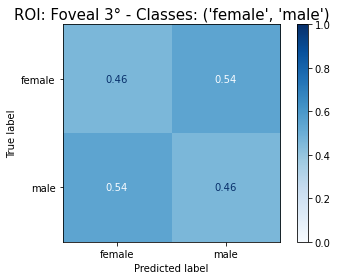 ROI: Foveal 3° - Classes: ('female', 'male')
1.0
0.8
0.6
0.4
0.2
0.0
True label
female
0.46 0.54
male
0.54 0.46
female male
Predicted label